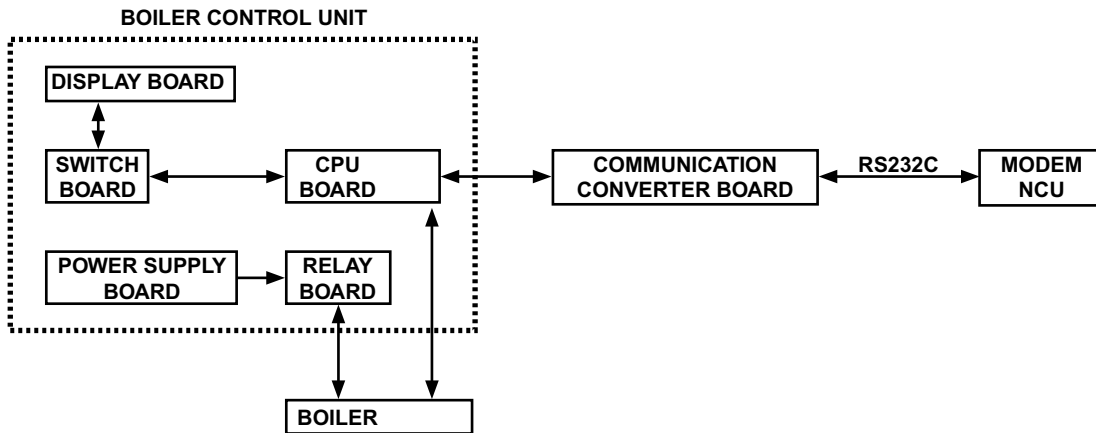 BOILER CONTROL UNIT
DISPLAY BOARD
SWITCH
BOARD
CPU
BOARD
COMMUNICATION
CONVERTER BOARD
RS232C
MODEM
NCU
POWER SUPPLY
BOARD
RELAY
BOARD
BOILER